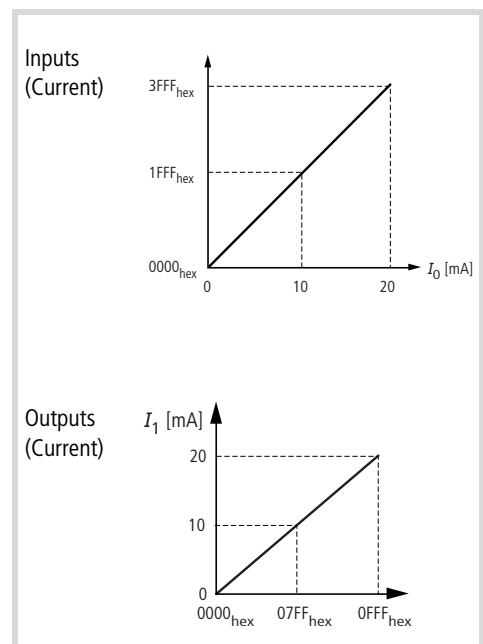 Inputs
(Current)
3FFFhex
1FFFhex
0000hex
I0 [mA]
0
10
20
Outputs
(Current)
I1 [mA]
20
10
0
0000hex
07FFhex
0FFFhex